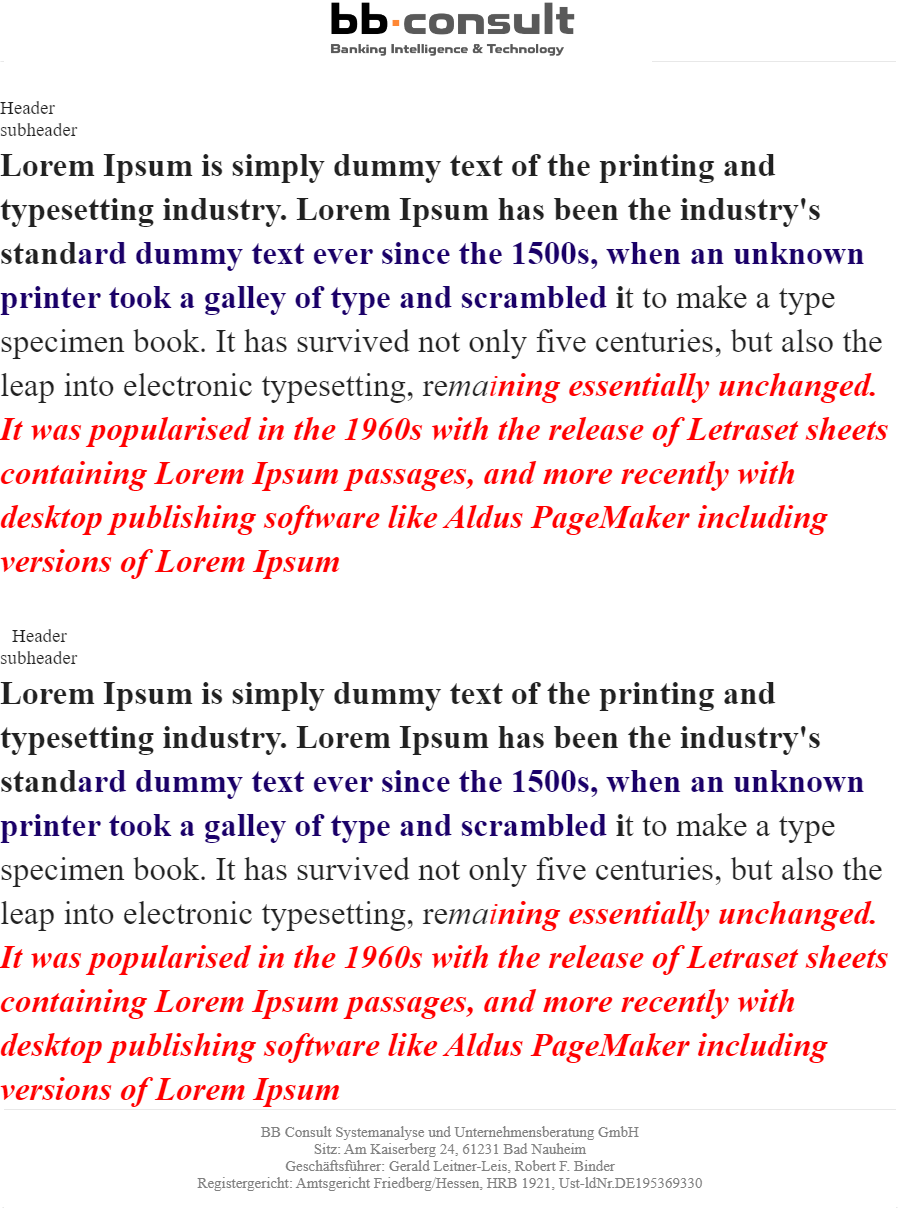 bb·consult
Banking Intelligence & Technology
Header
subheader
Lorem Ipsum is simply dummy text of the printing and
typesetting industry. Lorem Ipsum has been the industry's
standard dummy text ever since the 1500s, when an unknown
printer took a galley of type and scrambled it to make a type
specimen book. It has survived not only five centuries, but also the
leap into electronic typesetting, remaining essentially unchanged.
It was popularised in the 1960s with the release of Letraset sheets
containing Lorem Ipsum passages, and more recently with
desktop publishing software like Aldus PageMaker including
versions of Lorem Ipsum
Header
subheader
Lorem Ipsum is simply dummy text of the printing and
typesetting industry. Lorem Ipsum has been the industry's
standard dummy text ever since the 1500s, when an unknown
printer took a galley of type and scrambled it to make a type
specimen book. It has survived not only five centuries, but also the
leap into electronic typesetting, remaining essentially unchanged.
It was popularised in the 1960s with the release of Letraset sheets
containing Lorem Ipsum passages, and more recently with
desktop publishing software like Aldus PageMaker including
versions of Lorem Ipsum
BB Consult Systemanalyse und Unternehmensberatung GmbH
Sitz: Am Kaiserberg 24, 61231 Bad Nauheim
Geschäftsführer: Gerald Leitner-Leis, Robert F. Binder
Registergericht: Amtsgericht Friedberg/Hessen, HRB 1921, Ust-ldNr.DE195369330